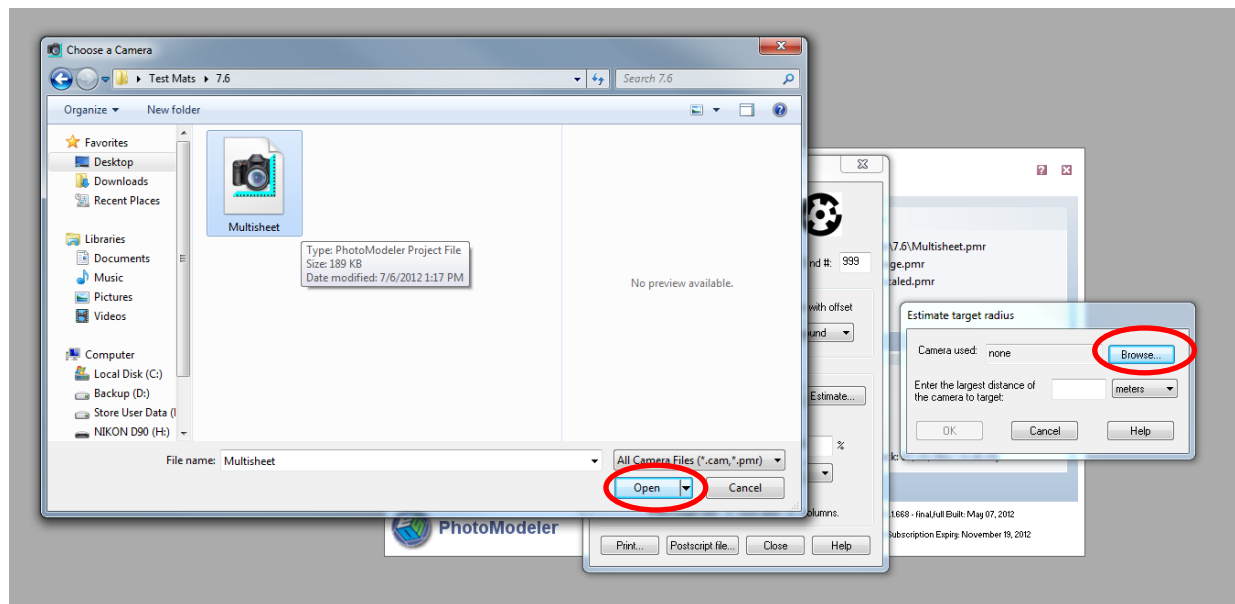 Choose a Camera
Test Mats ▸ 7.6
Search 7.6
Organize
New folder
Favorites
Desktop
Downloads
Recent Places
Libraries
Documents
Music
Pictures
Videos
Computer
Local Disk (C:)
Backup (D:)
Store User Data (
NIKON D90 (H:)
Multisheet
Type: PhotoModeler Project File
Size: 189 KB
Date modified: 7/6/2012 1:17 PM
No preview available.
File name: Multisheet
All Camera Files (*.cam,*.pmr)
Open
Cancel
nd #: 999
with offset
und
Estimate...
%
olumns.
Print...
Postscript file...
Close
Help
\7.6\Multisheet.pmr
ge.pmr
caled.pmr
Estimate target radius
Camera used: none
Browse...
Enter the largest distance of
the camera to target:
meters
OK
Cancel
Help
PhotoModeler
1.668 - final,full Built: May 07, 2012
Subscription Expiry: November 19, 2012